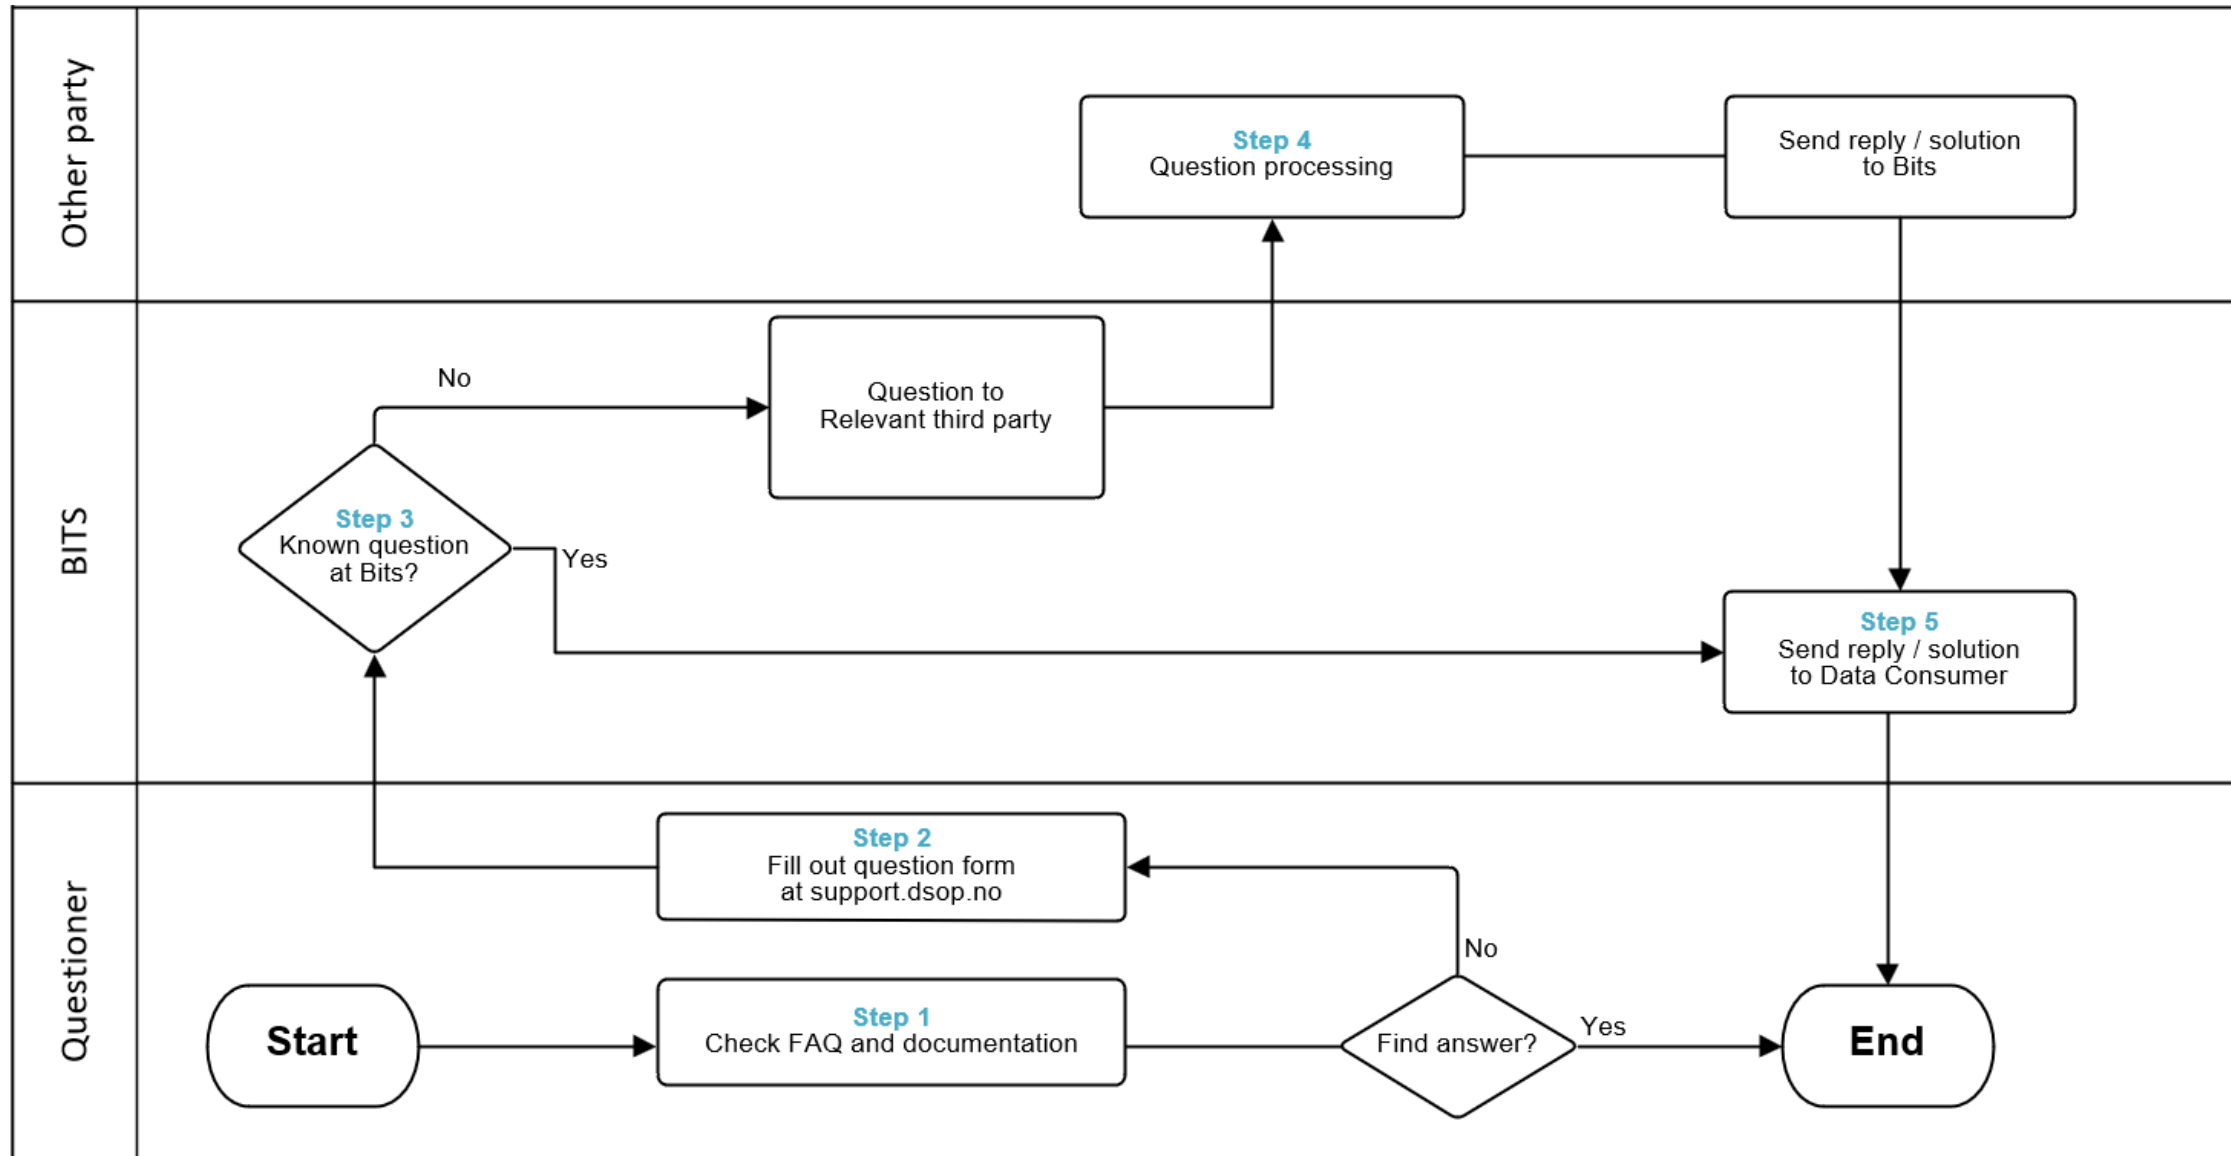 Other party
Step 4
Question processing
Send reply / solution
to Bits
BITS
No
Question to
Relevant third party
Step 3
Known question
at Bits?
Yes
Step 5
Send reply / solution
to Data Consumer
Questioner
Step 2
Fill out question form
at support.dsop.no
No
Start
Step 1
Check FAQ and documentation
Find answer?
Yes
End